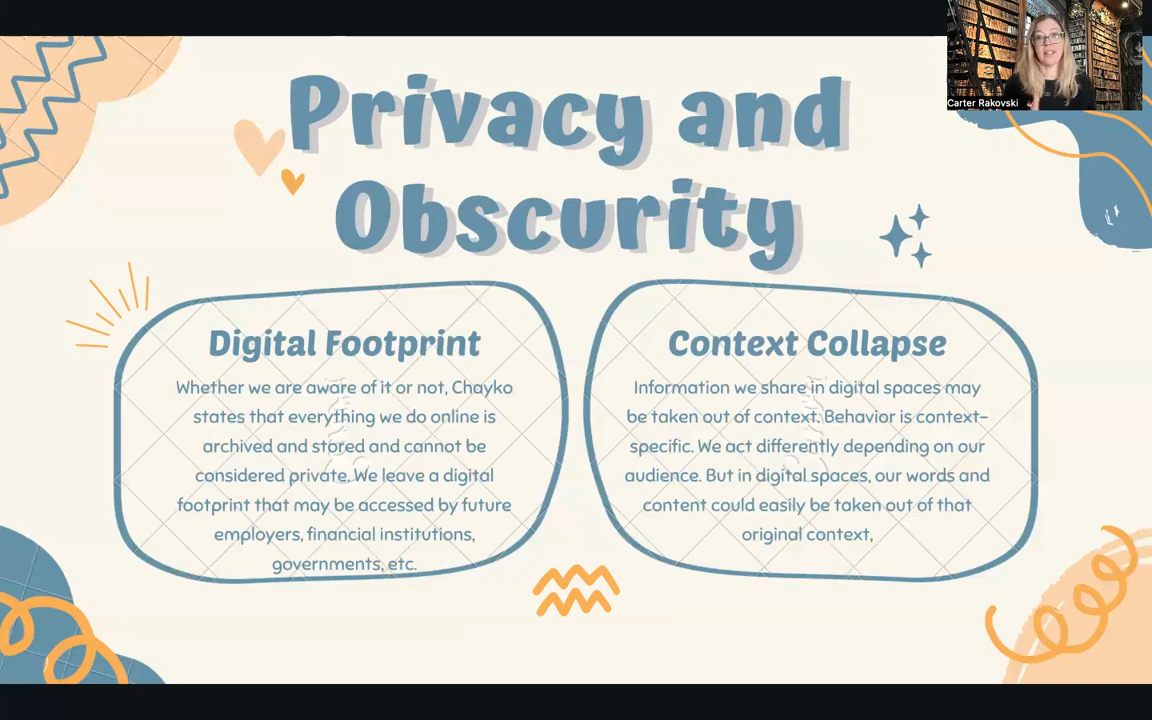 Carter Rakovski
Privacy and
Obscurity
Digital Footprint
Whether we are aware of it or not, Chayko
states that everything we do online is
archived and stored and cannot be
considered private. We leave a digital
footprint that may be accessed by future
employers, financial institutions,
governments, etc.
Context Collapse
Information we share in digital spaces may
be taken out of context. Behavior is context-
specific. We act differently depending on our
audience. But in digital spaces, our words and
content could easily be taken out of that
original context,